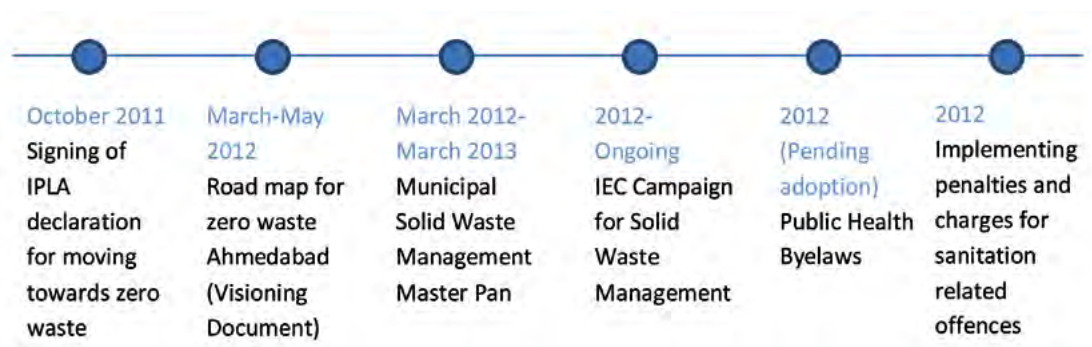 October 2011
Signing of
IPLA
declaration
for moving
towards zero
waste
March-May
2012
Road map for
zero waste
Ahmedabad
(Visioning
Document)
March 2012-
March 2013
Municipal
Solid Waste
Management
Master Pan
2012-
Ongoing
IEC Campaign
for Solid
Waste
Management
2012
(Pending
adoption)
Public Health
Byelaws
2012
Implementing
penalties and
charges for
sanitation
related
offences